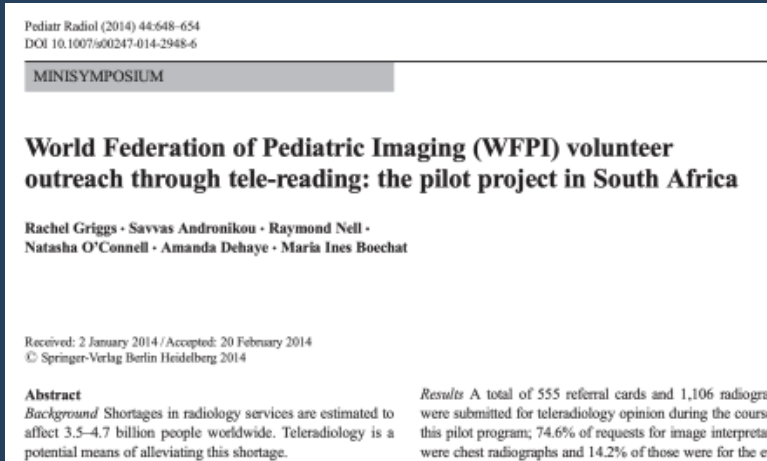 Pediatr Radiol (2014) 44:648–654
DOI 10.1007/s00247-014-2948-6
MINISYMPOSIUM
World Federation of Pediatric Imaging (WFPI) volunteer
outreach through tele-reading: the pilot project in South Africa
Rachel Griggs · Savvas Andronikou · Raymond Nell ·
Natasha O'Connell · Amanda Dehaye · Maria Ines Boechat
Received: 2 January 2014 / Accepted: 20 February 2014
© Springer-Verlag Berlin Heidelberg 2014
Abstract
Background Shortages in radiology services are estimated to
affect 3.5–4.7 billion people worldwide. Teleradiology is a
potential means of alleviating this shortage.
Results A total of 555 referral cards and 1,106 radiogra
were submitted for teleradiology opinion during the cours
this pilot program; 74.6% of requests for image interpreta
were chest radiographs and 14.2% of those were for the e